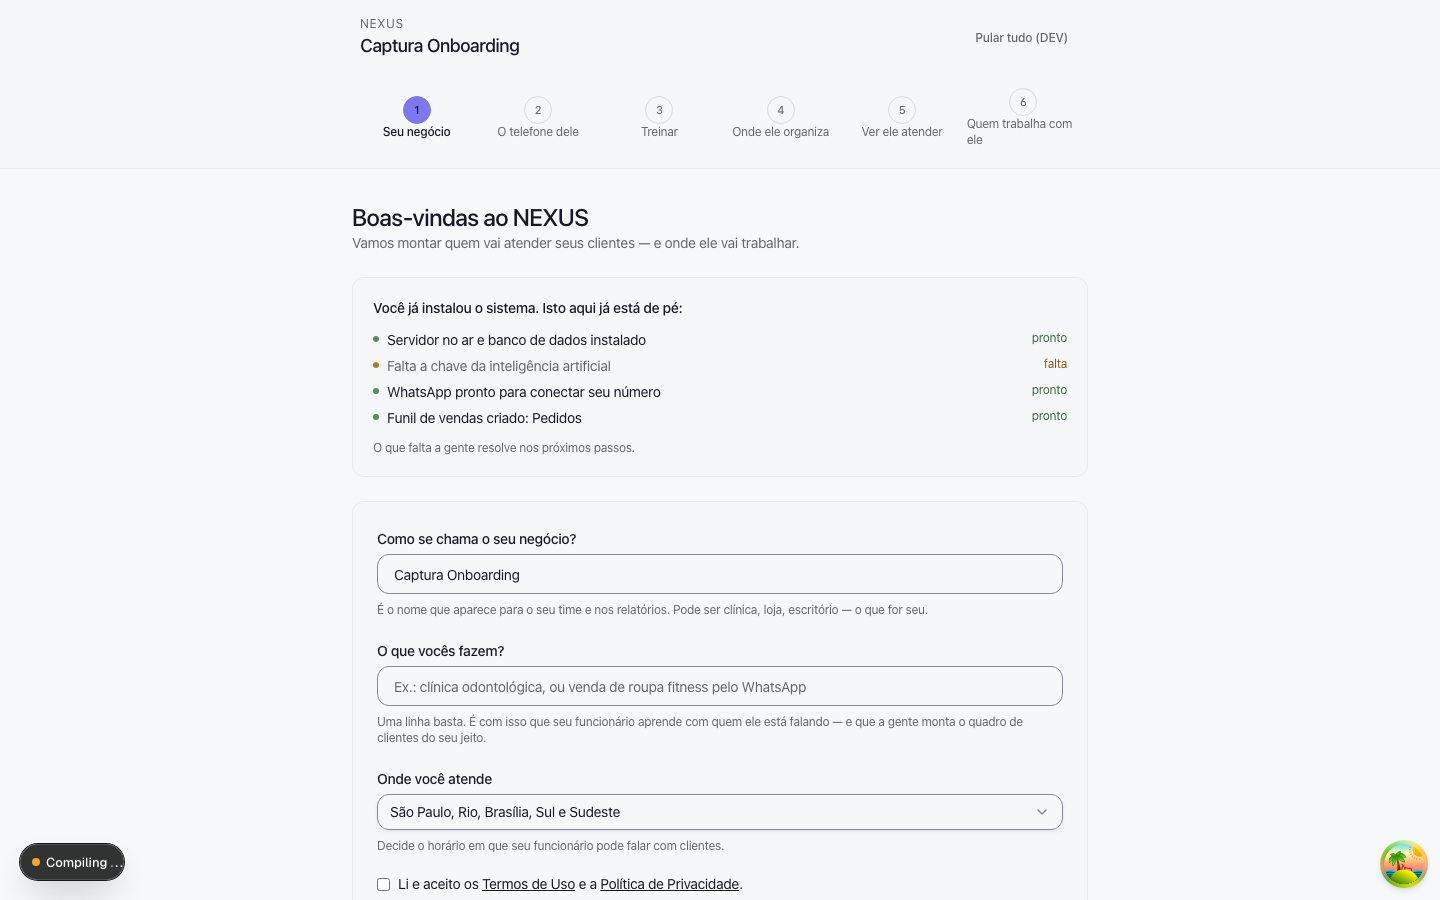 NEXUS
Captura Onboarding
Pular tudo (DEV)
1
Seu negócio
2
O telefone dele
3
Treinar
4
Onde ele organiza
5
Ver ele atender
6
Quem trabalha com
ele
Boas-vindas ao NEXUS
Vamos montar quem vai atender seus clientes — e onde ele vai trabalhar.
Você já instalou o sistema. Isto aqui já está de pé:
Servidor no ar e banco de dados instalado pronto
Falta a chave da inteligência artificial falta
WhatsApp pronto para conectar seu número pronto
Funil de vendas criado: Pedidos pronto
O que falta a gente resolve nos próximos passos.
Como se chama o seu negócio?
Captura Onboarding
É o nome que aparece para o seu time e nos relatórios. Pode ser clínica, loja, escritório — o que for seu.
O que vocês fazem?
Ex.: clínica odontológica, ou venda de roupa fitness pelo WhatsApp
Uma linha basta. É com isso que seu funcionário aprende com quem ele está falando — e que a gente monta o quadro de
clientes do seu jeito.
Onde você atende
São Paulo, Rio, Brasília, Sul e Sudeste
Decide o horário em que seu funcionário pode falar com clientes.
Li e aceito os Termos de Uso e a Política de Privacidade.
Compiling ...